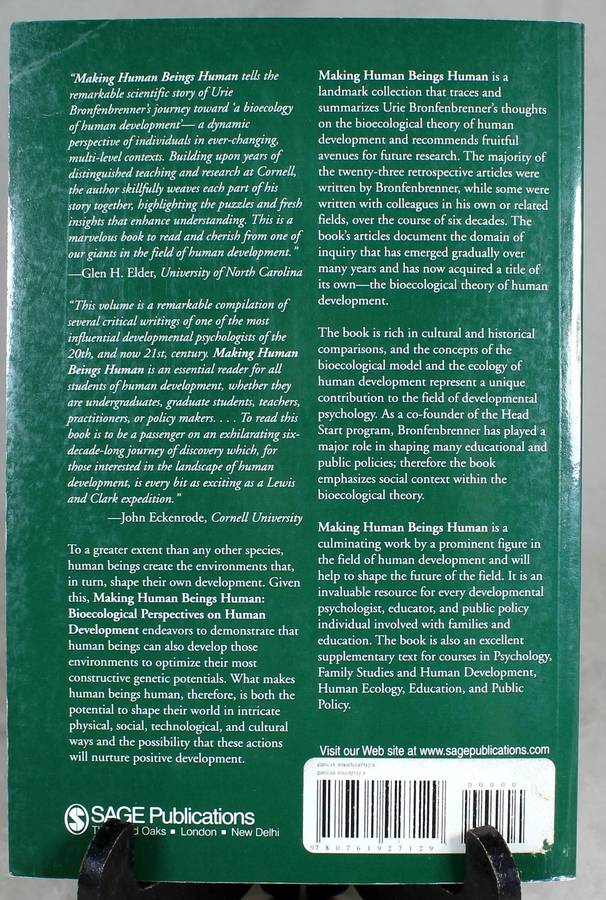 “Making Human Beings Human tells the
remarkable scientific story of Urie
Bronfenbrenner’s journey toward ‘a bioecology
of human development’— a dynamic
perspective of individuals in ever-changing,
multi-level contexts. Building upon years of
distinguished teaching and research at Cornell,
the author skillfully weaves each part of his
story together, highlighting the puzzles and fresh
insights that enhance understanding. This is a
marvelous book to read and cherish from one of
our giants in the field of human development.”
—Glen H. Elder, University of North Carolina
“This volume is a remarkable compilation of
several critical writings of one of the most
influential developmental psychologists of the
20th, and now 21st, century. Making Human
Beings Human is an essential reader for all
students of human development, whether they
are undergraduates, graduate students, teachers,
practitioners, or policy makers. . . . To read this
book is to be a passenger on an exhilarating six-
decade-long journey of discovery which, for
those interested in the landscape of human
development, is every bit as exciting as a Lewis
and Clark expedition.”
—John Eckenrode, Cornell University
To a greater extent than any other species,
human beings create the environments that,
in turn, shape their own development. Given
this, Making Human Beings Human:
Bioecological Perspectives on Human
Development endeavors to demonstrate that
human beings can also develop those
environments to optimize their most
constructive genetic potentials. What makes
human beings human, therefore, is both the
potential to shape their world in intricate
physical, social, technological, and cultural
ways and the possibility that these actions
will nurture positive development.
SAGE Publications
Oaks ■ London ■ New Delhi
Making Human Beings Human is a
landmark collection that traces and
summarizes Urie Bronfenbrenner’s thoughts
on the bioecological theory of human
development and recommends fruitful
avenues for future research. The majority of
the twenty-three retrospective articles were
written by Bronfenbrenner, while some were
written with colleagues in his own or related
fields, over the course of six decades. The
book’s articles document the domain of
inquiry that has emerged gradually over
many years and has now acquired a title of
its own—the bioecological theory of human
development.
The book is rich in cultural and historical
comparisons, and the concepts of the
bioecological model and the ecology of
human development represent a unique
contribution to the field of developmental
psychology. As a co-founder of the Head
Start program, Bronfenbrenner has played a
major role in shaping many educational and
public policies; therefore the book
emphasizes social context within the
bioecological theory.
Making Human Beings Human is a
culminating work by a prominent figure in
the field of human development and will
help to shape the future of the field. It is an
invaluable resource for every developmental
psychologist, educator, and public policy
individual involved with families and
education. The book is also an excellent
supplementary text for courses in Psychology,
Family Studies and Human Development,
Human Ecology, Education, and Public
Policy.
Visit our Web site at www.sagepublications.com
90000
9 780761 927129